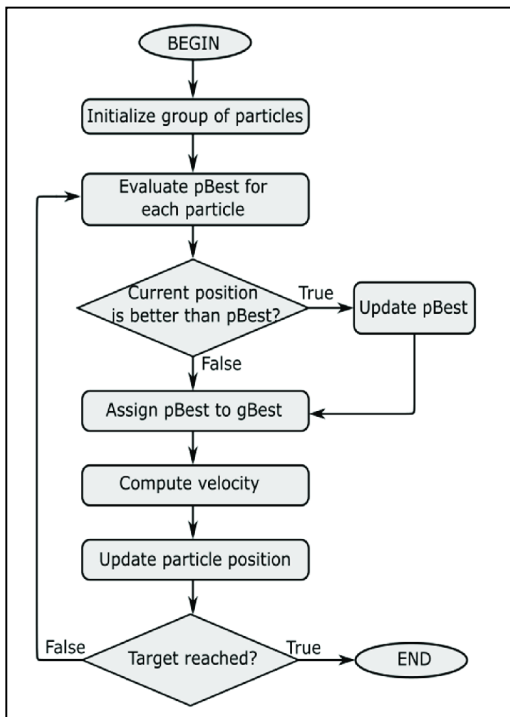 BEGIN
Initialize group of particles
Evaluate pBest for
each particle
Current position
is better than pBest?
True
Update pBest
False
Assign pBest to gBest
Compute velocity
Update particle position
False
Target reached?
True
END